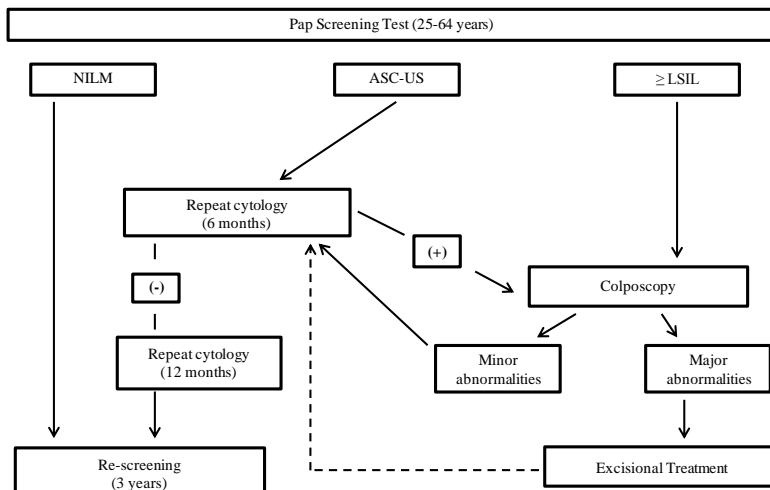 Pap Screening Test (25-64 years)
NILM
ASC-US
≥ LSIL
Repeat cytology
(6 months)
(+)
(-)
Colposcopy
Repeat cytology
(12 months)
Minor
abnormalities
Major
abnormalities
Re-screening
(3 years)
Excisional Treatment